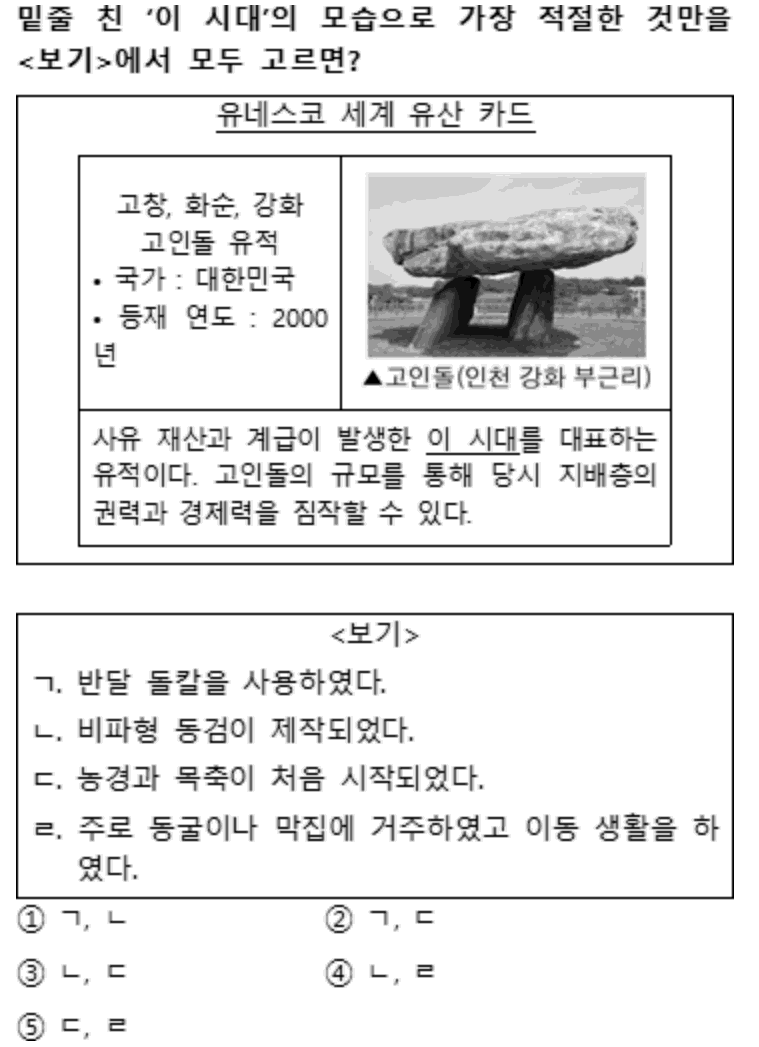 밑줄 친 ‘이 시대’의 모습으로 가장 적절한 것만을
<보기>에서 모두 고르면?
유네스코 세계 유산 카드
고창, 화순, 강화
고인돌 유적
• 국가 : 대한민국
• 등재 연도 : 2000
년
▲고인돌(인천 강화 부근리)
사유 재산과 계급이 발생한 이 시대를 대표하는
유적이다. 고인돌의 규모를 통해 당시 지배층의
권력과 경제력을 짐작할 수 있다.
<보기>
ㄱ. 반달 돌칼을 사용하였다.
ㄴ. 비파형 동검이 제작되었다.
ㄷ. 농경과 목축이 처음 시작되었다.
ㄹ. 주로 동굴이나 막집에 거주하였고 이동 생활을 하
였다.
① ㄱ, ㄴ ② ㄱ, ㄷ
③ ㄴ, ㄷ ④ ㄴ, ㄹ
⑤ ㄷ, ㄹ